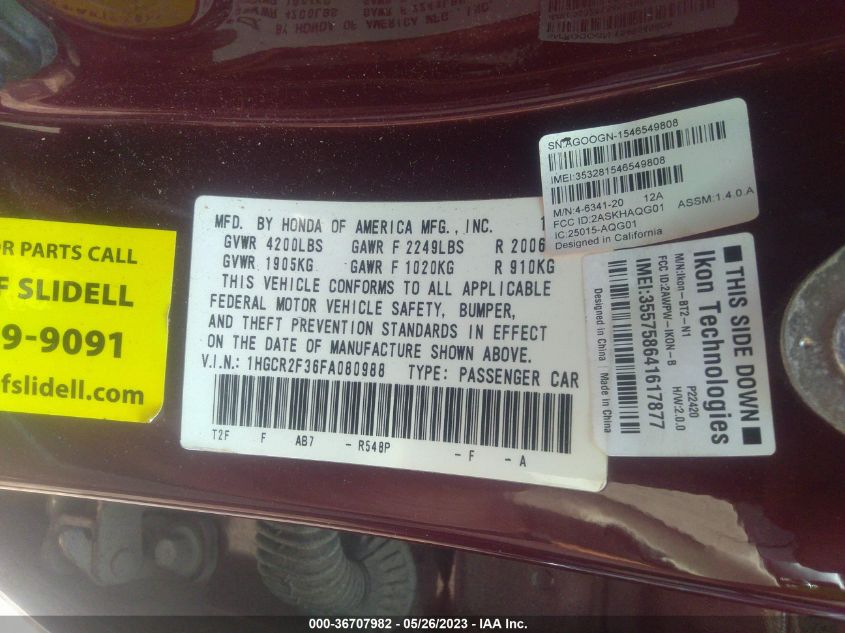 OR PARTS CALL
F SLIDELL
9-9091
fslidell.com
MFD. BY HONDA OF AMERICA MFG., INC. 1
GVWR 4200LBS GAWR F 2249LBS R 2006
GVWR 1905KG GAWR F 1020KG R 910KG
THIS VEHICLE CONFORMS TO ALL APPLICABLE
FEDERAL MOTOR VEHICLE SAFETY, BUMPER,
AND THEFT PREVENTION STANDARDS IN EFFECT
ON THE DATE OF MANUFACTURE SHOWN ABOVE.
V.I.N.: 1HGCR2F36FA080988 TYPE: PASSENGER CAR
T2F F AB7 -R548P -F -A
SN:AGOOGN-1546549808
IMEI:353281546549808
M/N:4-6341-20 12A
FCC ID:2ASKHAQG01 ASSM:1.4.0.A
IC:25015-AQG01
Designed in California
THIS SIDE DOWN
Ikon Technologies
M/N:Ikon-BT2-N1 P22420
FCC ID:2AWPW-IKON-B H/W:2.0.0
IMEI:355758641617877
Designed in China Made in China
000-36707982 - 05/26/2023 - IAA Inc.